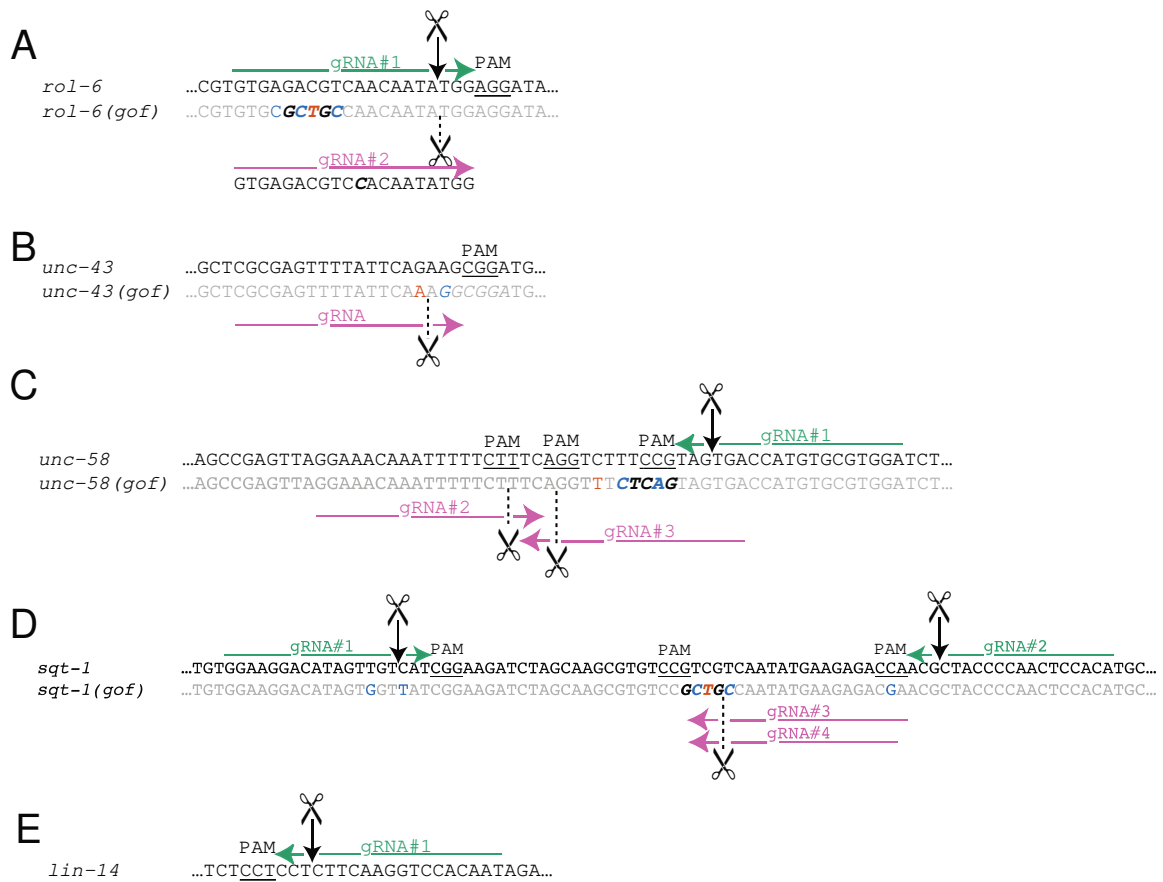 A
gRNA#1 PAM
rol-6 ...CGTGTGAGACGTCAACAATATGGAGGATA...
rol-6(gof) ...CGTGTGCGCTGCCAACAATATGGAGGATA...
gRNA#2
GTGAGACGTCCACAATATGG
B
PAM
unc-43 ...GCTCGCGAGTTTTATTCAGAAGCGGATG...
unc-43(gof) ...GCTCGCGAGTTTTATTCAAAGGCGGATG...
gRNA
C
PAM PAM PAM gRNA#1
unc-58 ...AGCCGAGTTAGGAAACAAATTTTTCTTTCAGGTCTTTCCGTAGTGACCATGTGCGTGGATCT...
unc-58(gof) ...AGCCGAGTTAGGAAACAAATTTTTCTTTCAGGTTTCTCAGTAGTGACCATGTGCGTGGATCT...
gRNA#2
gRNA#3
D
gRNA#1 PAM PAM PAM gRNA#2
sqt-1 ...TGTGGAAGGACATAGTTGTCATCGGAAGATCTAGCAAGCGTGTCCGTCGTCAATATGAAGAGACCAACGCTACCCCAACTCCACATGC...
sqt-1(gof) ...TGTGGAAGGACATAGTGGTTATCGGAAGATCTAGCAAGCGTGTCCGCTGCCAATATGAAGAGACGAACGCTACCCCAACTCCACATGC...
gRNA#3
gRNA#4
E
PAM gRNA#1
lin-14 ...TCTCCTCCTCTTCAAGGTCCACAATAGA...